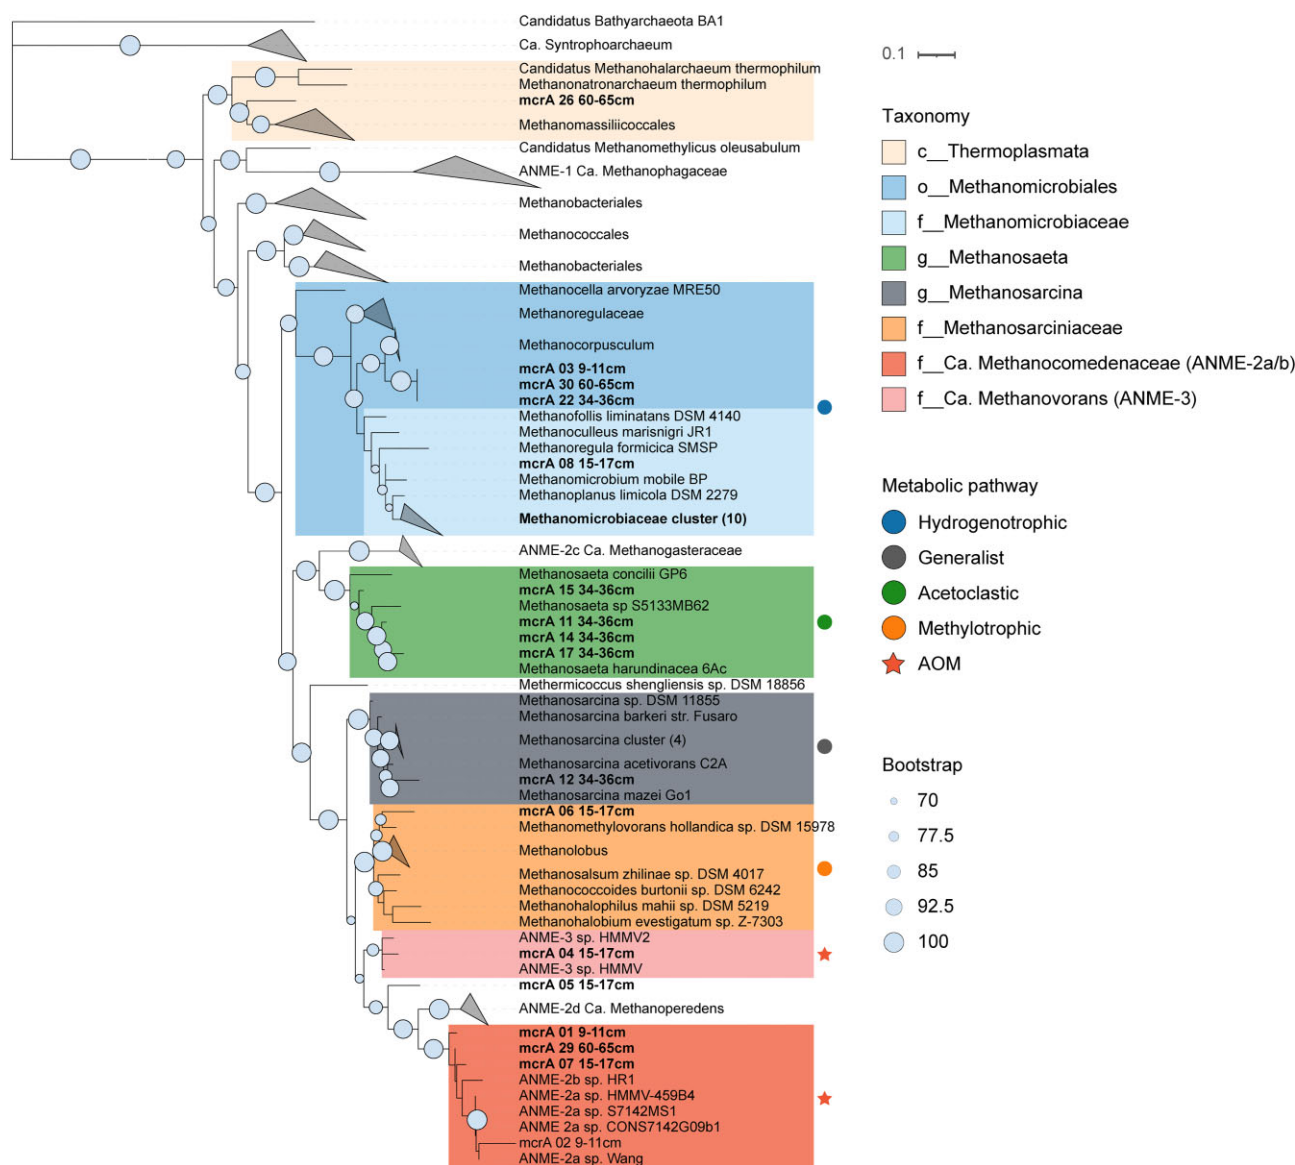 Candidatus Bathyarchaeota BA1
Ca. Syntrophoarchaeum
Candidatus Methanohalarchaeum thermophilum
Methanonatronarchaeum thermophilum
mcrA 26 60-65cm
Methanomassiliicoccales
Candidatus Methanomethylicus oleusabulum
ANME-1 Ca. Methanophagaceae
Methanobacteriales
Methanococcales
Methanobacteriales
Methanocella arvoryzae MRE50
Methanoregulaceae
Methanocorpusculum
mcrA 03 9-11cm
mcrA 30 60-65cm
mcrA 22 34-36cm
Methanofollis liminatans DSM 4140
Methanoculleus marisnigri JR1
Methanoregula formicica SMSP
mcrA 08 15-17cm
Methanomicrobium mobile BP
Methanoplanus limicola DSM 2279
Methanomicrobiaceae cluster (10)
ANME-2c Ca. Methanogasteraceae
Methanosaeta concilii GP6
mcrA 15 34-36cm
Methanosaeta sp S5133MB62
mcrA 11 34-36cm
mcrA 14 34-36cm
mcrA 17 34-36cm
Methanosaeta harundinacea 6Ac
Methermicoccus shengliensis sp. DSM 18856
Methanosarcina sp. DSM 11855
Methanosarcina barkeri str. Fusaro
Methanosarcina cluster (4)
Methanosarcina acetivorans C2A
mcrA 12 34-36cm
Methanosarcina mazei Go1
mcrA 06 15-17cm
Methanomethylovorans hollandica sp. DSM 15978
Methanolobus
Methanosalsum zhilinae sp. DSM 4017
Methanococcoides burtonii sp. DSM 6242
Methanohalophilus mahii sp. DSM 5219
Methanohalobium evestigatum sp. Z-7303
ANME-3 sp. HMMV2
mcrA 04 15-17cm
ANME-3 sp. HMMV
mcrA 05 15-17cm
ANME-2d Ca. Methanoperedens
mcrA 01 9-11cm
mcrA 29 60-65cm
mcrA 07 15-17cm
ANME-2b sp. HR1
ANME-2a sp. HMMV-459B4
ANME-2a sp. S7142MS1
ANME 2a sp. CONS7142G09b1
mcrA 02 9-11cm
ANME-2a sp. Wang
0.1
Taxonomy
c__Thermoplasmata
o__Methanomicrobiales
f__Methanomicrobiaceae
g__Methanosaeta
g__Methanosarcina
f__Methanosarciniaceae
f__Ca. Methanocomedenaceae (ANME-2a/b)
f__Ca. Methanovorans (ANME-3)
Metabolic pathway
Hydrogenotrophic
Generalist
Acetoclastic
Methylotrophic
AOM
Bootstrap
70
77.5
85
92.5
100